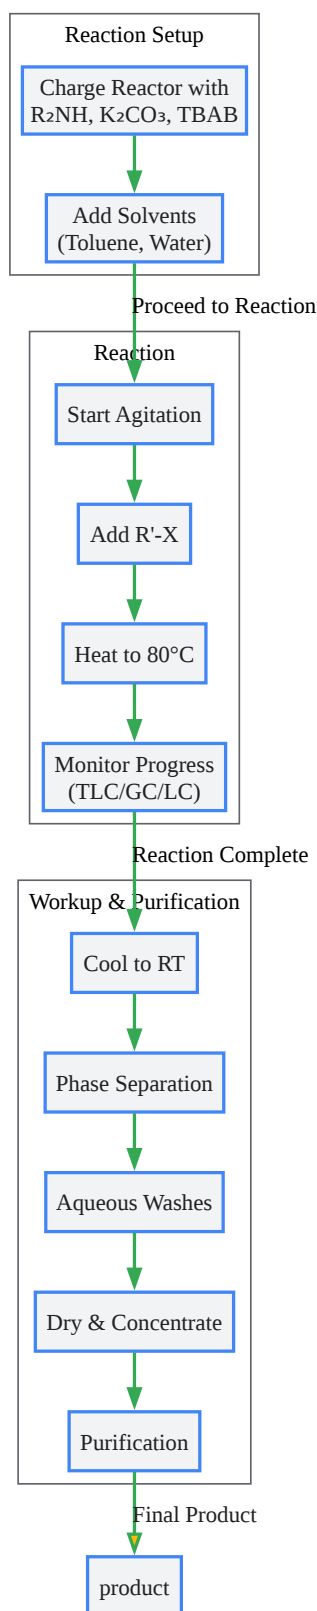 Reaction Setup
Charge Reactor with
R₂NH, K₂CO₃, TBAB
Add Solvents
(Toluene, Water)
Proceed to Reaction
Reaction
Start Agitation
Add R'-X
Heat to 80°C
Monitor Progress
(TLC/GC/LC)
Reaction Complete
Workup & Purification
Cool to RT
Phase Separation
Aqueous Washes
Dry & Concentrate
Purification
Final Product
product